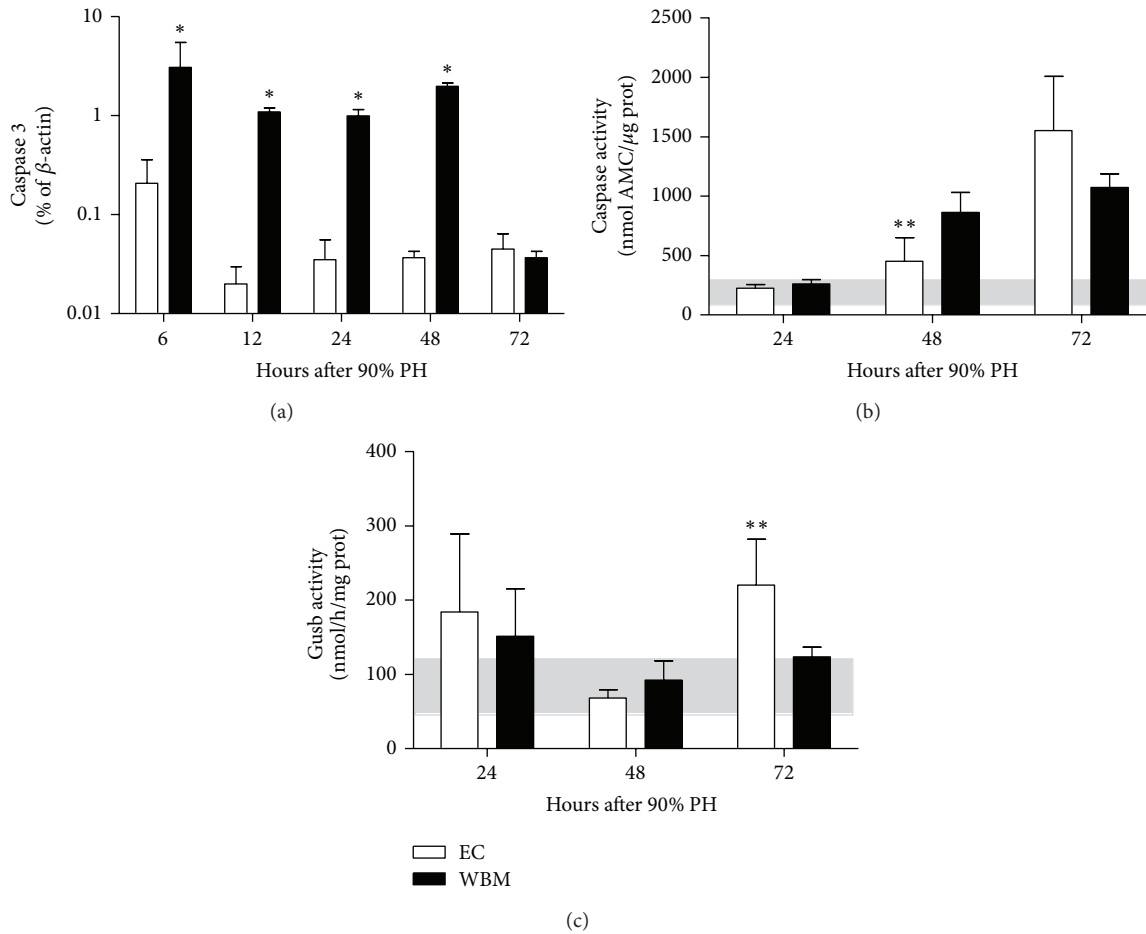 10
1
0.1
0.01
Caspase 3
(% of β-actin)
*
*
*
*
6
12
24
48
72
Hours after 90% PH
(a)
2500
2000
1500
1000
500
0
Caspase activity
(nmol AMC/μg prot)
**
24
48
72
Hours after 90% PH
(b)
400
300
200
100
0
Gusb activity
(nmol/h/mg prot)
**
24
48
72
Hours after 90% PH
EC
WBM
(c)